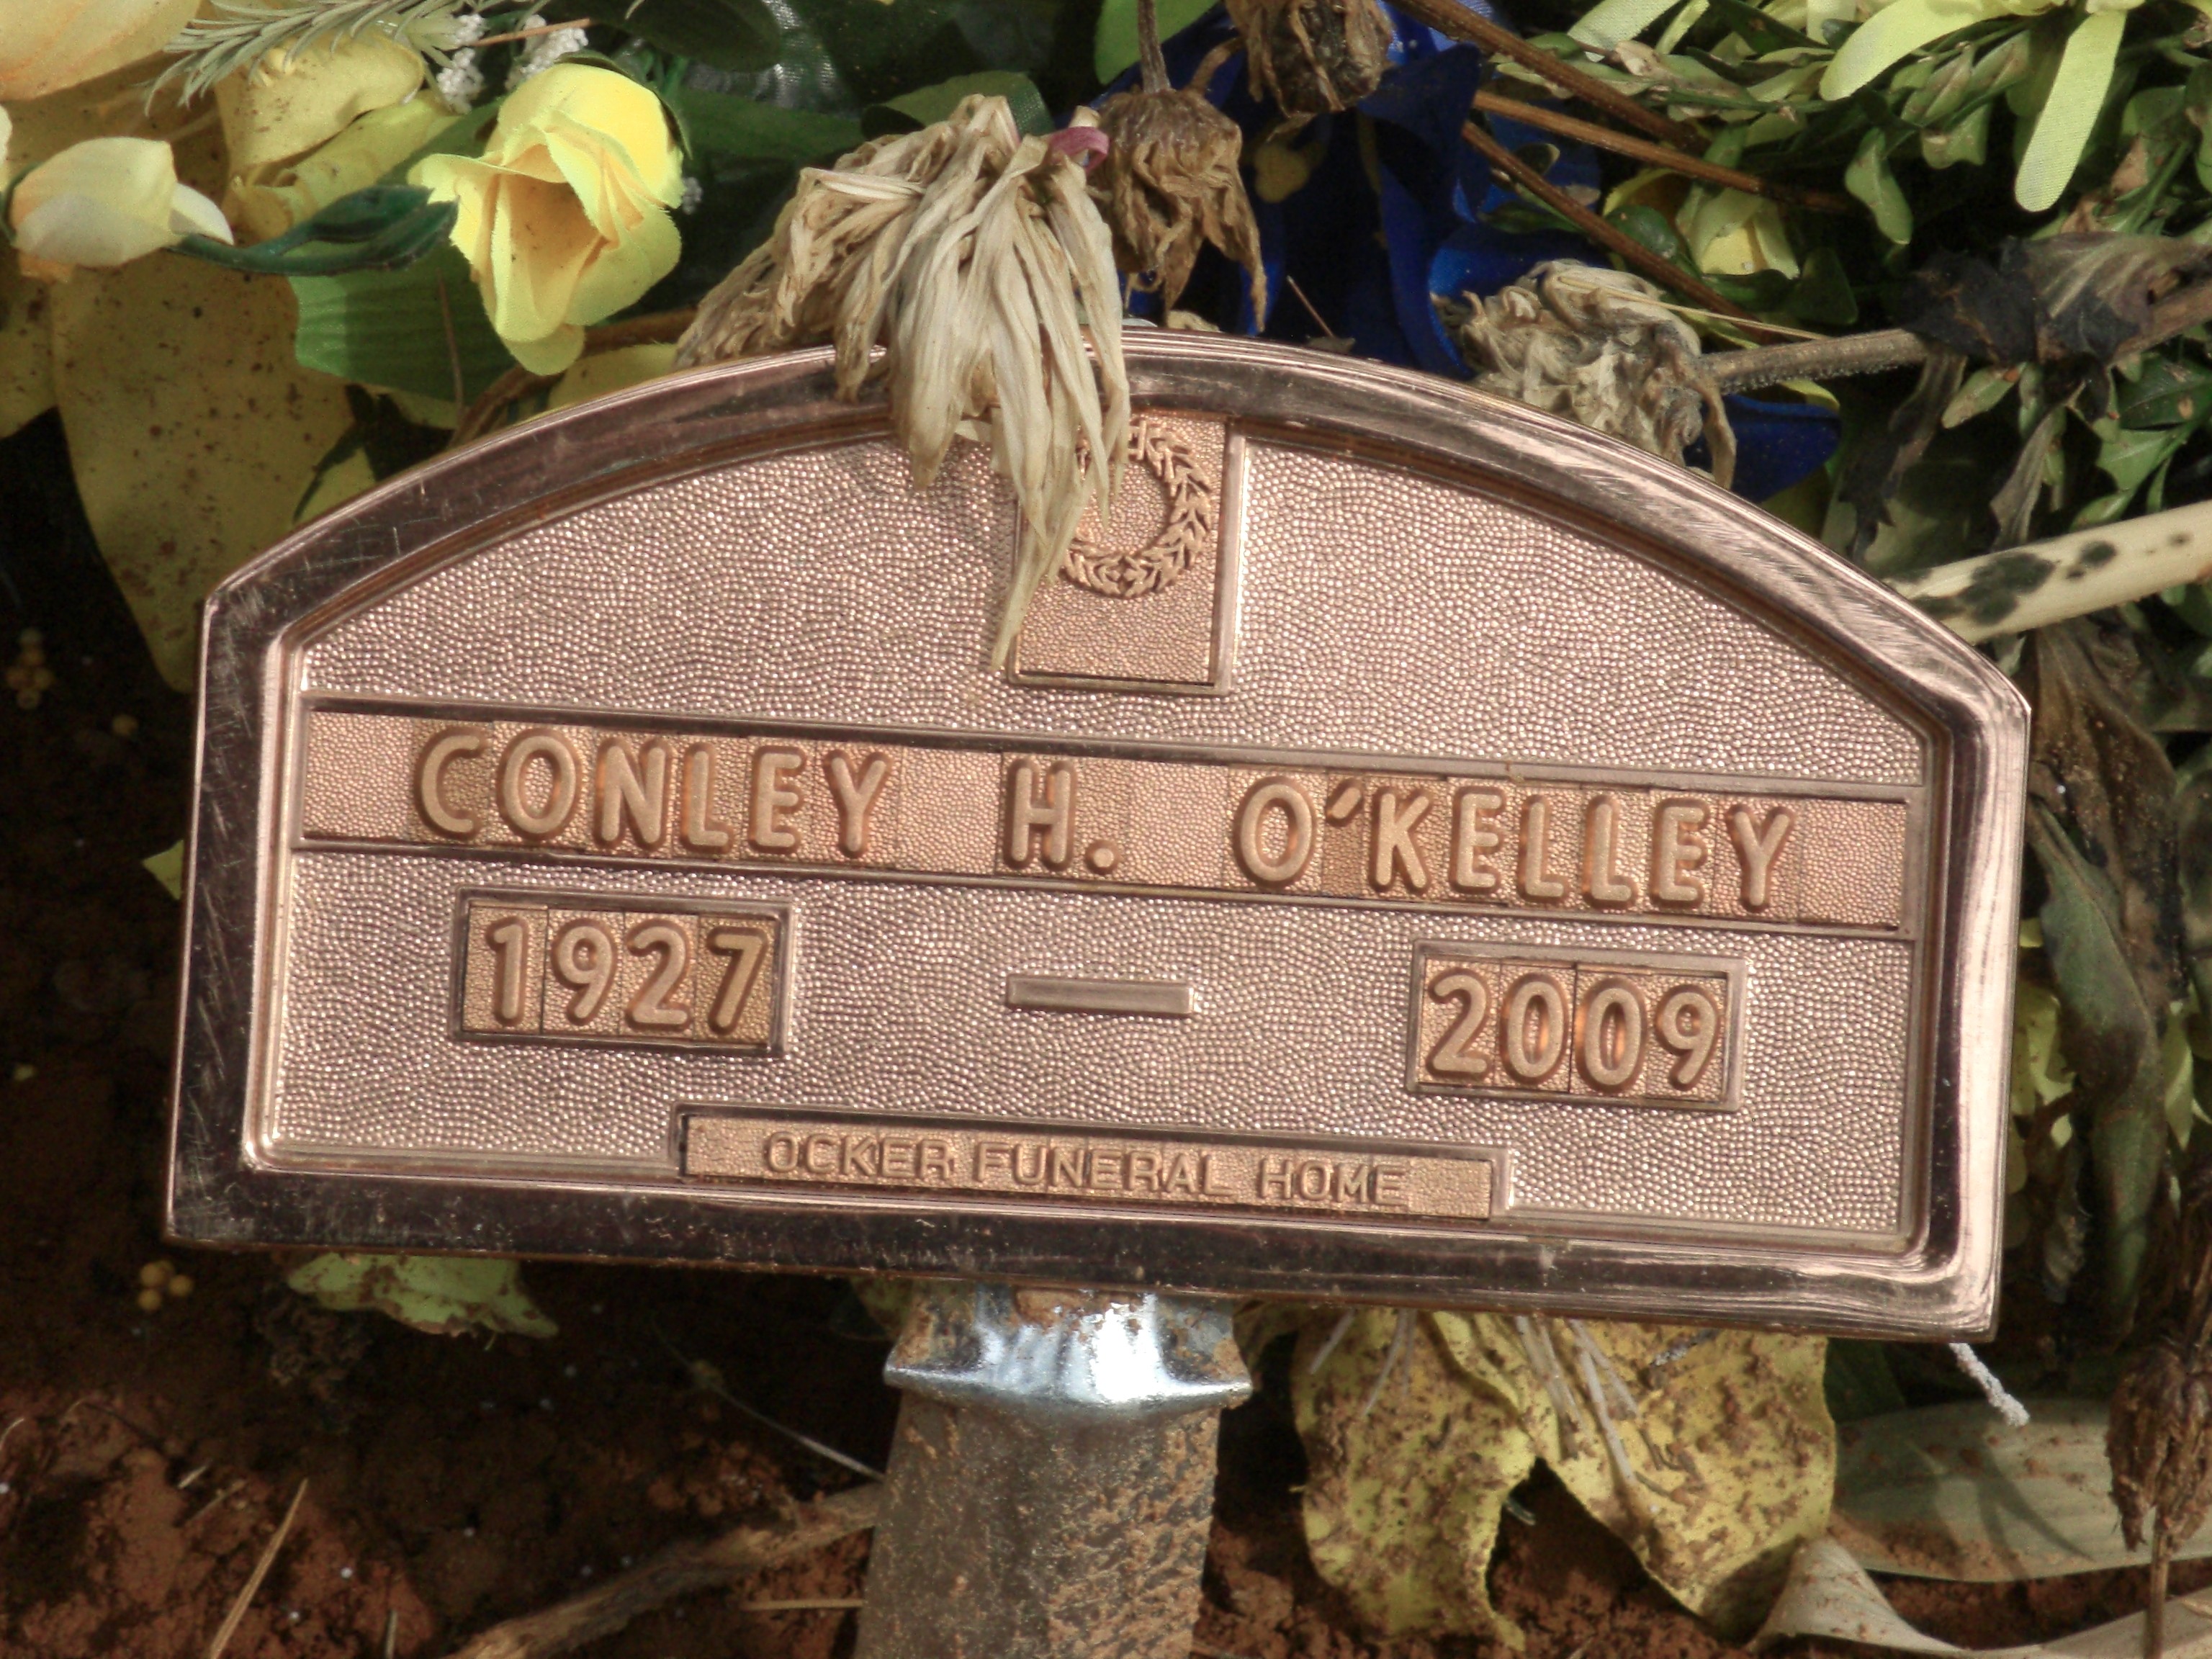 CONLEY H. O'KELLEY
1927 — 2009
OCKER FUNERAL HOME